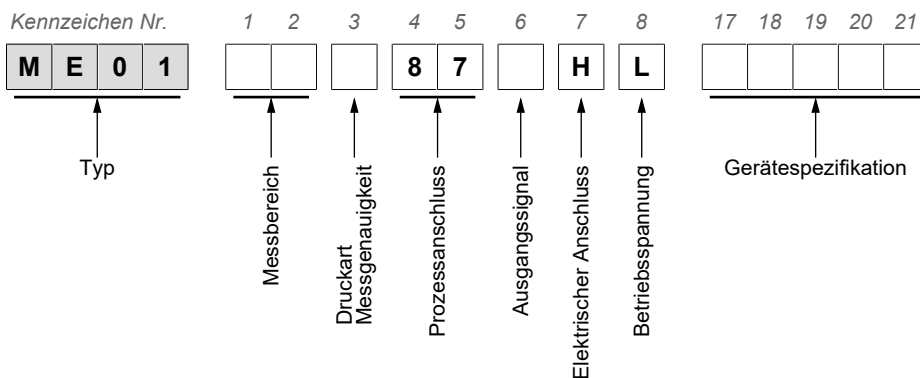 Kennzeichen Nr. 1 2 3 4 5 6 7 8 17 18 19 20 21
M E 0 1 8 7 H L
Typ
Messbereich
Druckart
Messgenauigkeit
Prozessanschluss
Ausgangssignal
Elektrischer Anschluss
Betriebsspannung
Gerätespezifikation